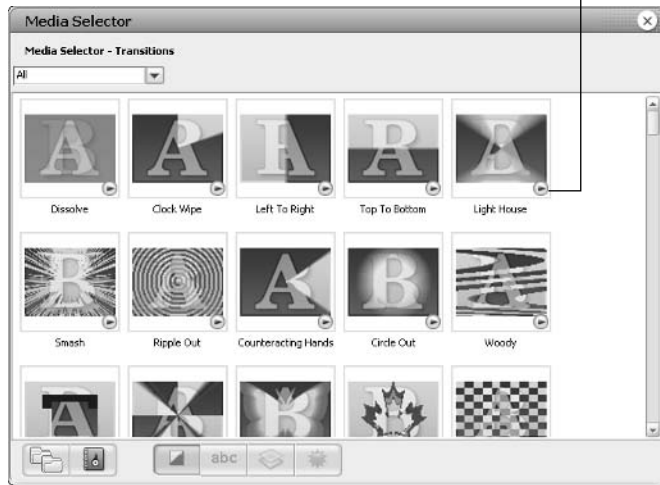 Media Selector
Media Selector - Transitions
All
Dissolve
Clock Wipe
Left To Right
Top To Bottom
Light House
Smash
Ripple Out
Counteracting Hands
Circle Out
Woody
abc